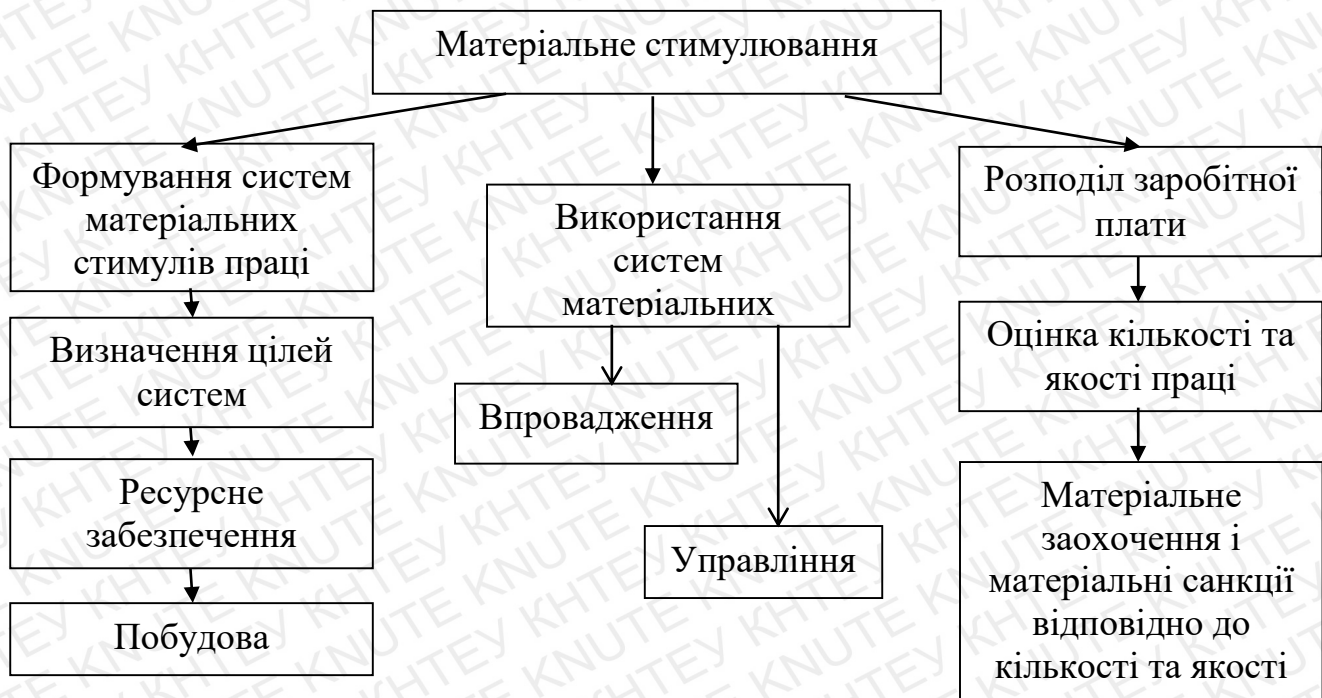 Матеріальне стимулювання
Формування систем
матеріальних
стимулів праці
Визначення цілей
систем
Ресурсне
забезпечення
Побудова
Використання
систем
матеріальних
Впровадження
Управління
Розподіл заробітної
плати
Оцінка кількості та
якості праці
Матеріальне
заохочення і
матеріальні санкції
відповідно до
кількості та якості